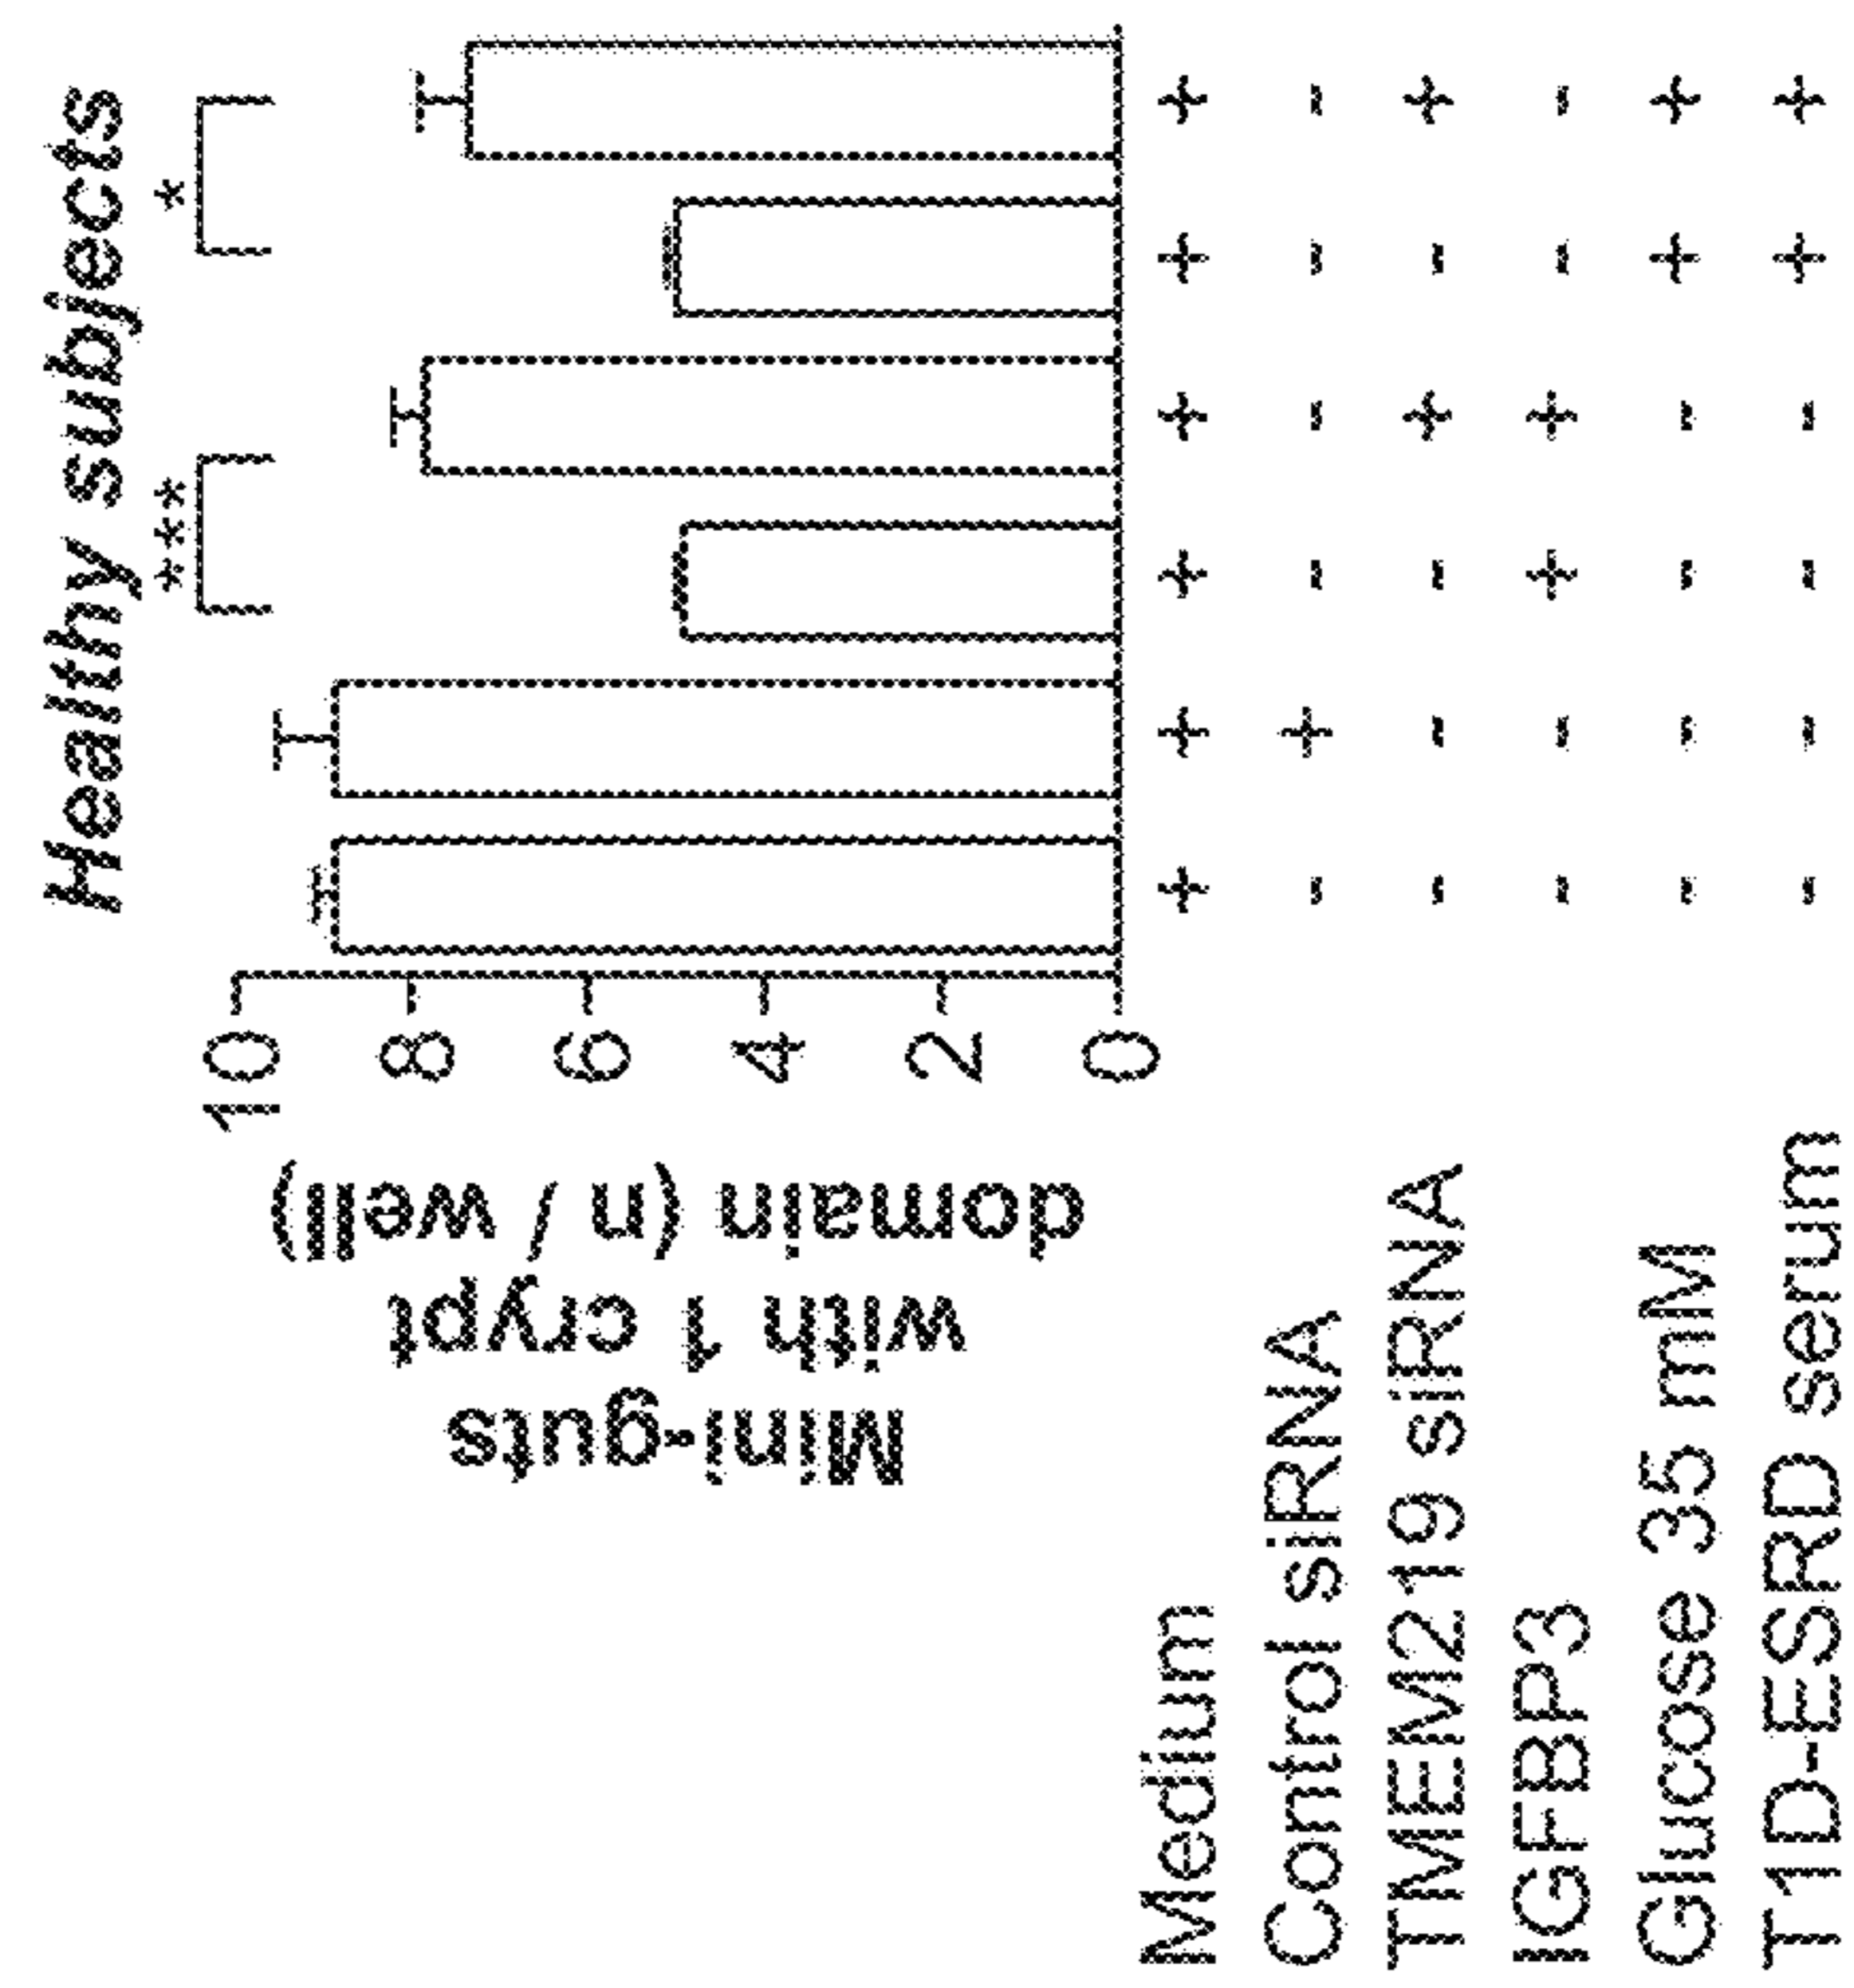 Healthy subjects
*** *
Mini-guts
with 1 crypt
domain (n / well)
10
8
6
4
2
0
Medium + + + + + +
Control siRNA - + - - - -
TMEM219 siRNA - - - + - +
IGFBP3 - - + + - -
Glucose 35 mM - - - - + +
T1D-ESRD serum - - - - + +